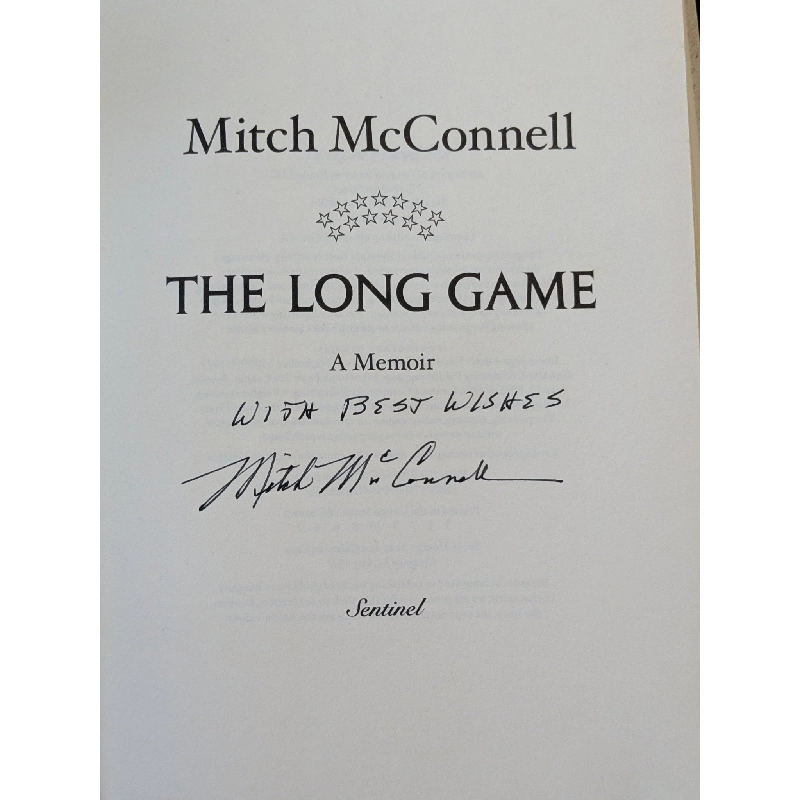 Mitch McConnell
THE LONG GAME
A Memoir
WITH BEST WISHES
Mitch McConnell
Sentinel